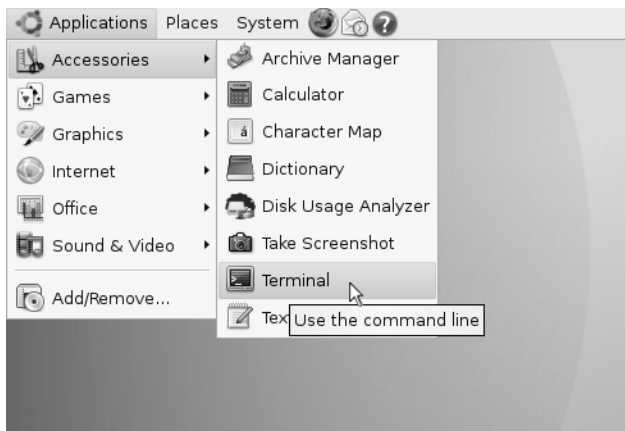 Applications Places System
Accessories
Games
Graphics
Internet
Office
Sound & Video
Add/Remove...
Archive Manager
Calculator
á Character Map
Dictionary
Disk Usage Analyzer
Take Screenshot
Terminal
Tex
Use the command line